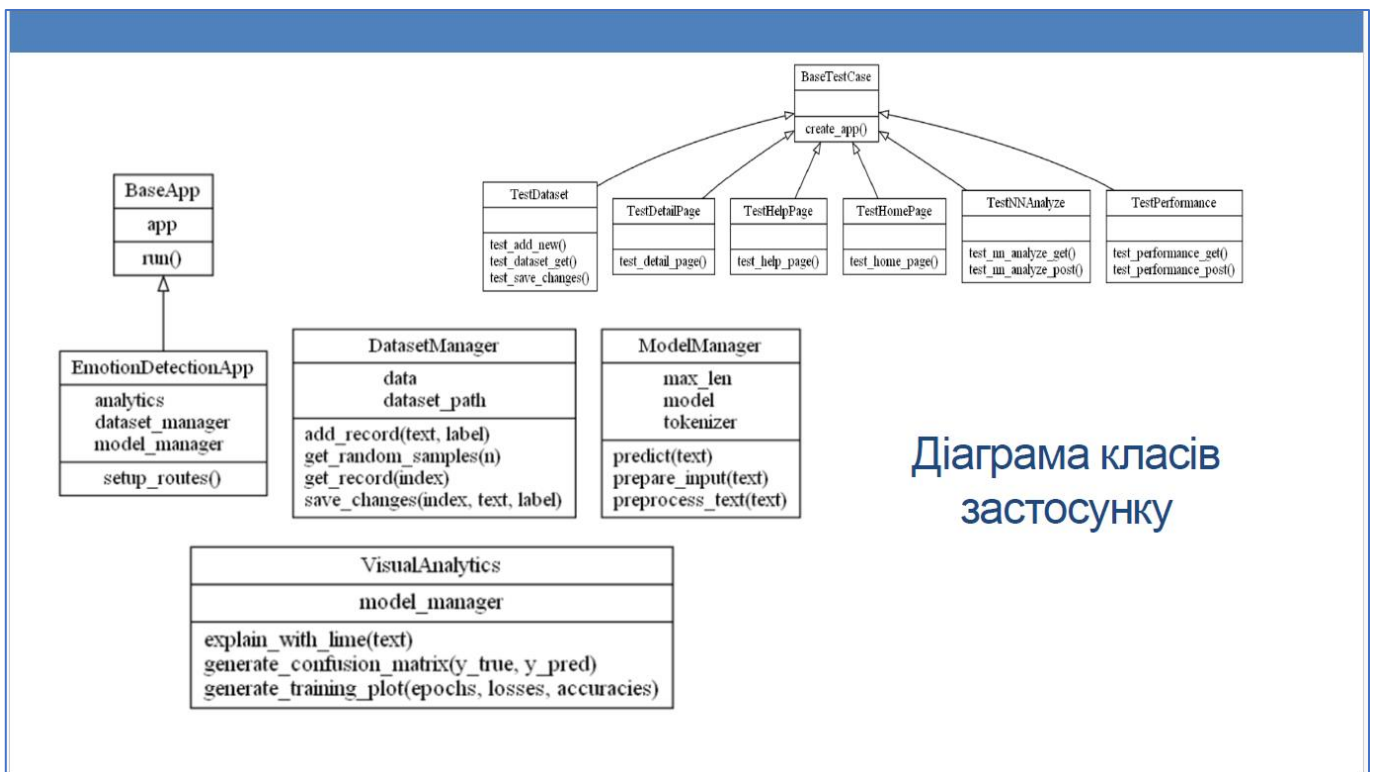 BaseTestCase
create_app()
TestDataset
test_add_new()
test_dataset_get()
test_save_changes()
TestDetailPage
test_detail_page()
TestHelpPage
test_help_page()
TestHomePage
test_home_page()
TestNNAnalyze
test_nn_analyze_get()
test_nn_analyze_post()
TestPerformance
test_performance_get()
test_performance_post()
BaseApp
app
run()
EmotionDetectionApp
analytics
dataset_manager
model_manager
setup_routes()
DatasetManager
data
dataset_path
add_record(text, label)
get_random_samples(n)
get_record(index)
save_changes(index, text, label)
ModelManager
max_len
model
tokenizer
predict(text)
prepare_input(text)
preprocess_text(text)
Діаграма класів
застосунку
VisualAnalytics
model_manager
explain_with_lime(text)
generate_confusion_matrix(y_true, y_pred)
generate_training_plot(epochs, losses, accuracies)